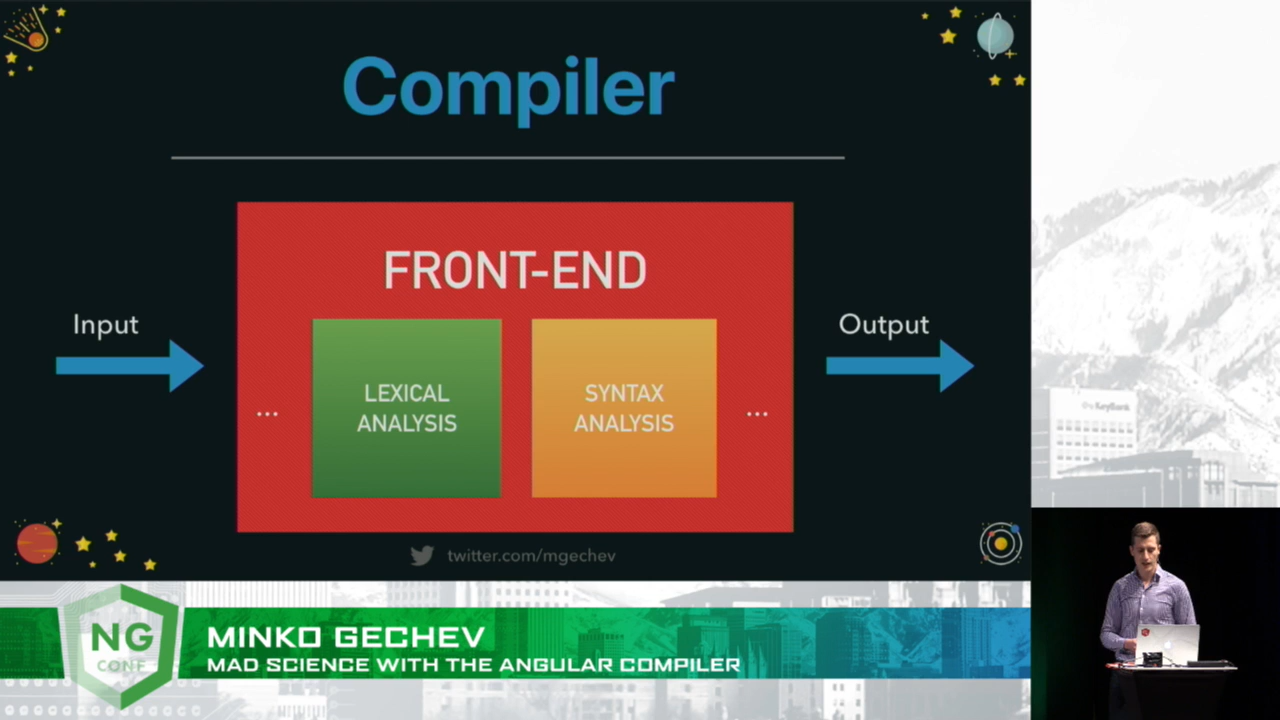 Compiler
FRONT-END
Input
Output
...
LEXICAL
ANALYSIS
SYNTAX
ANALYSIS
...
twitter.com/mgechev
KeyBank
NG
CONF
MINKO GECHEV
MAD SCIENCE WITH THE ANGULAR COMPILER